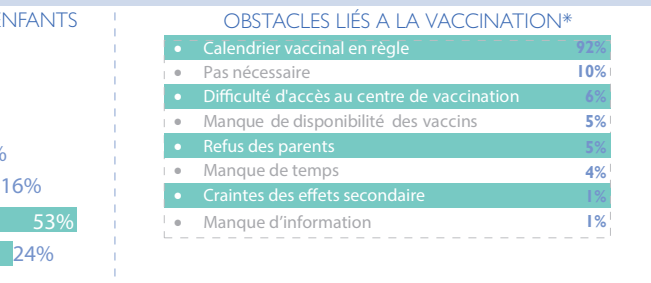 ENFANTS
%
16%
53%
24%
OBSTACLES LIÉS A LA VACCINATION*
• Calendrier vaccinal en règle 92%
• Pas nécessaire 10%
• Difficulté d'accès au centre de vaccination 6%
• Manque de disponibilité des vaccins 5%
• Refus des parents 5%
• Manque de temps 4%
• Craintes des effets secondaire 1%
• Manque d'information 1%